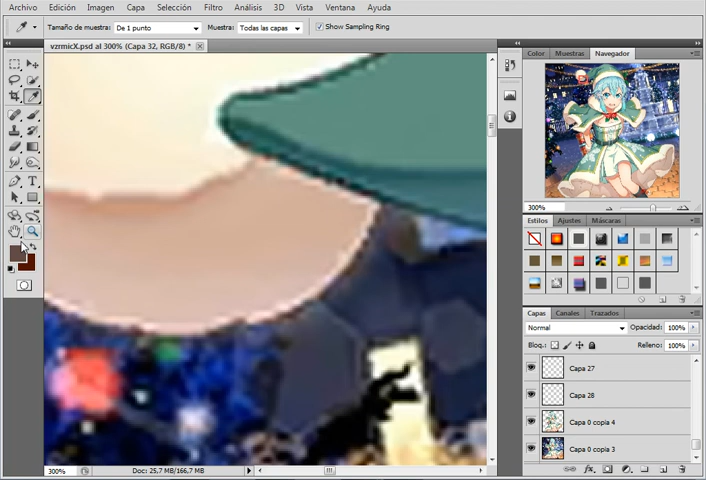 Archivo Edición Imagen Capa Selección Filtro Análisis 3D Vista Ventana Ayuda
Tamaño de muestra: De 1 punto Muestra: Todas las capas Show Sampling Ring
vzrmicX.psd al 300% (Capa 32, RGB/8) *
Color Muestras Navegador
300%
Estilos Ajustes Máscaras
Capas Canales Trazados
Normal Opacidad: 100%
Bloq.: Relleno: 100%
Capa 27
Capa 28
Capa 0 copia 4
Capa 0 copia 3
300% Doc: 25,7 MB/166,7 MB